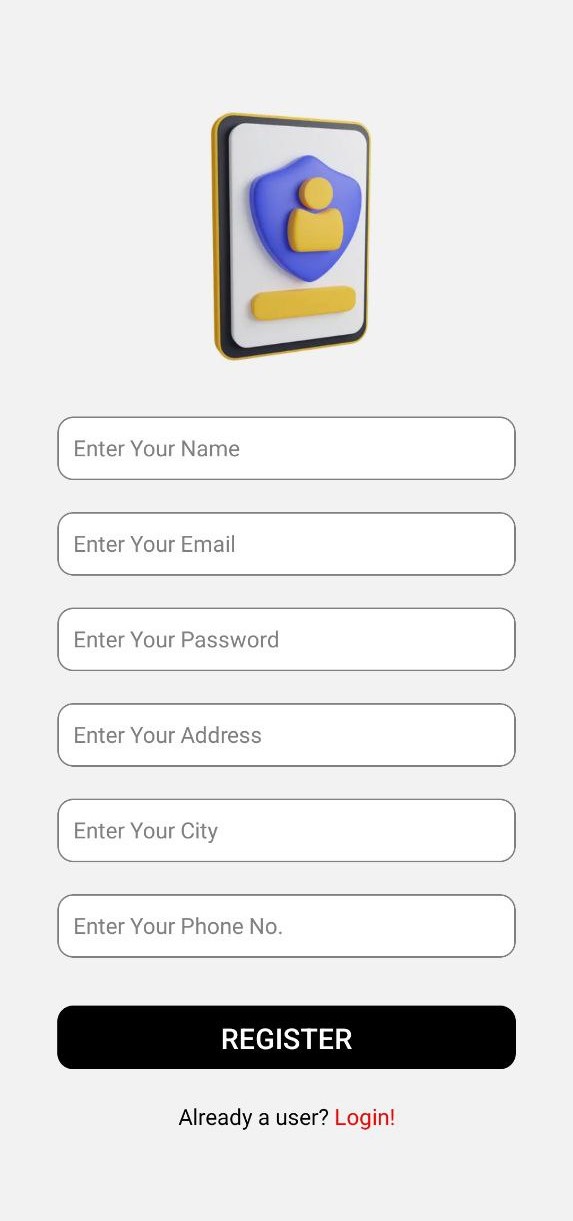 Enter Your Name
Enter Your Email
Enter Your Password
Enter Your Address
Enter Your City
Enter Your Phone No.
REGISTER
Already a user? Login!